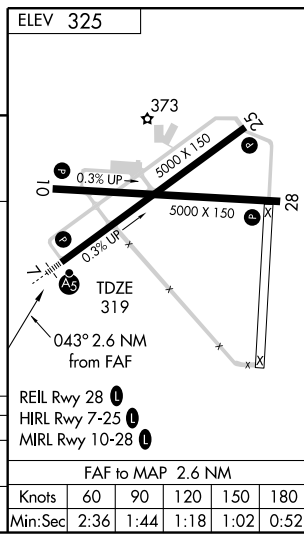 ELEV 325
373
25
5000 X 150
0.3% UP
10
P
P
5000 X 150
28
P
0.3% UP
P
7
A5
TDZE
319
043° 2.6 NM
from FAF
REIL Rwy 28 L
HIRL Rwy 7-25 L
MIRL Rwy 10-28 L
FAF to MAP 2.6 NM
Knots 60 90 120 150 180
Min:Sec 2:36 1:44 1:18 1:02 0:52